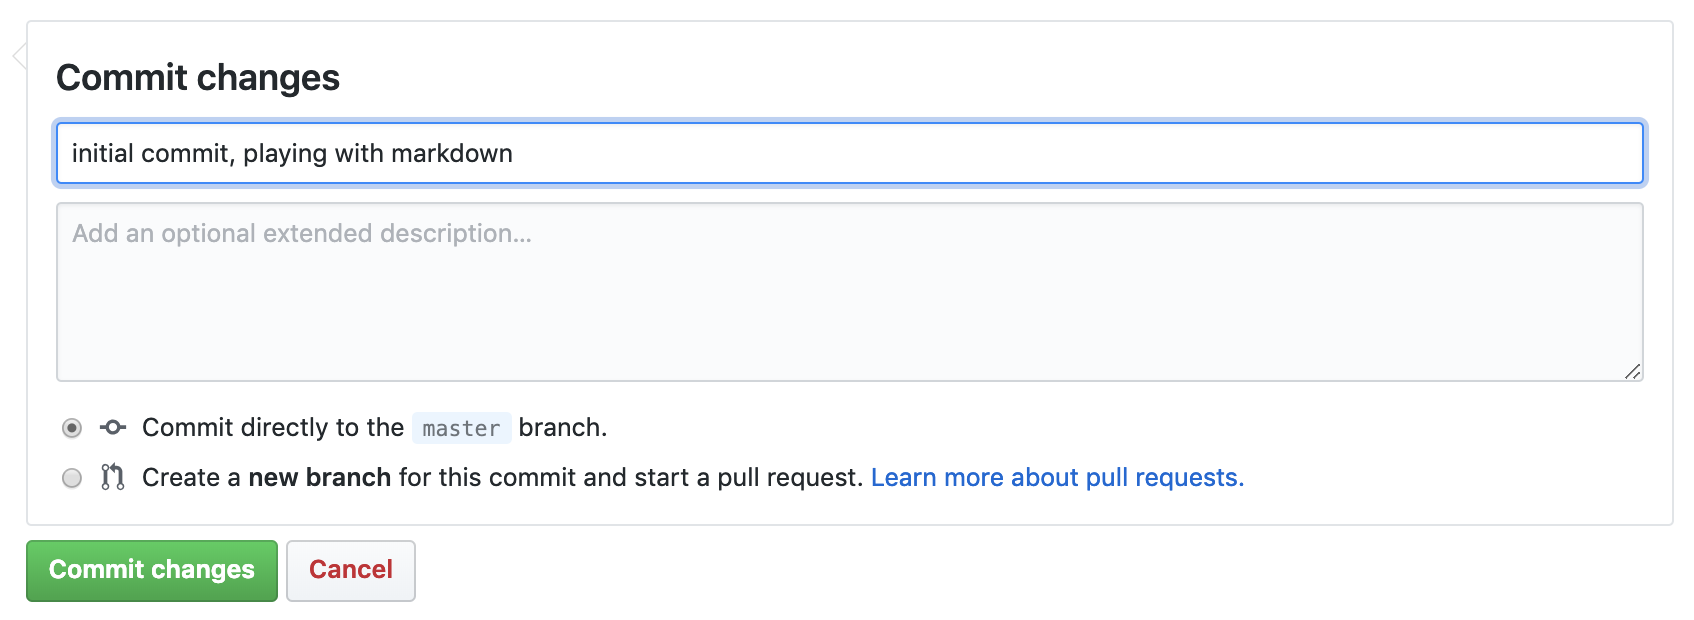 Commit changes
initial commit, playing with markdown
Add an optional extended description...
Commit directly to the master branch.
Create a new branch for this commit and start a pull request. Learn more about pull requests.
Commit changes Cancel